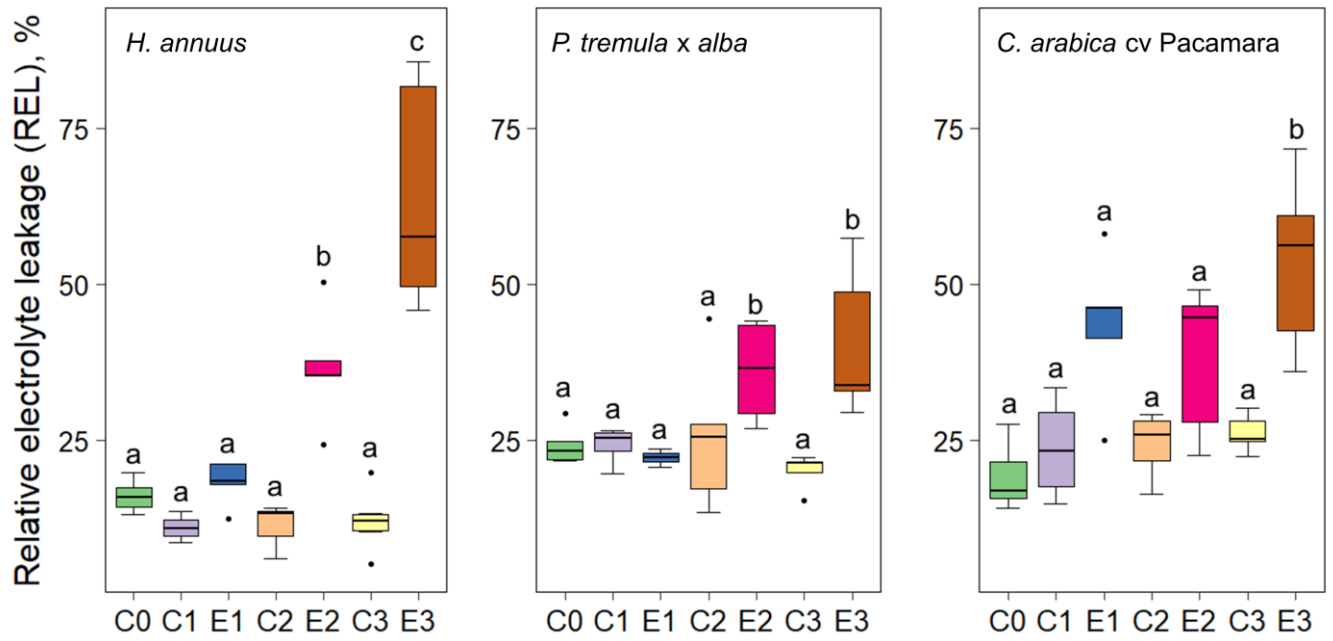 Relative electrolyte leakage (REL), %
H. annuus
75
50
25
a
a
a
a
b
a
c
C0 C1 E1 C2 E2 C3 E3
P. tremula x alba
75
50
25
a
a
a
a
b
a
b
C0 C1 E1 C2 E2 C3 E3
C. arabica cv Pacamara
75
50
25
a
a
a
a
a
a
b
C0 C1 E1 C2 E2 C3 E3